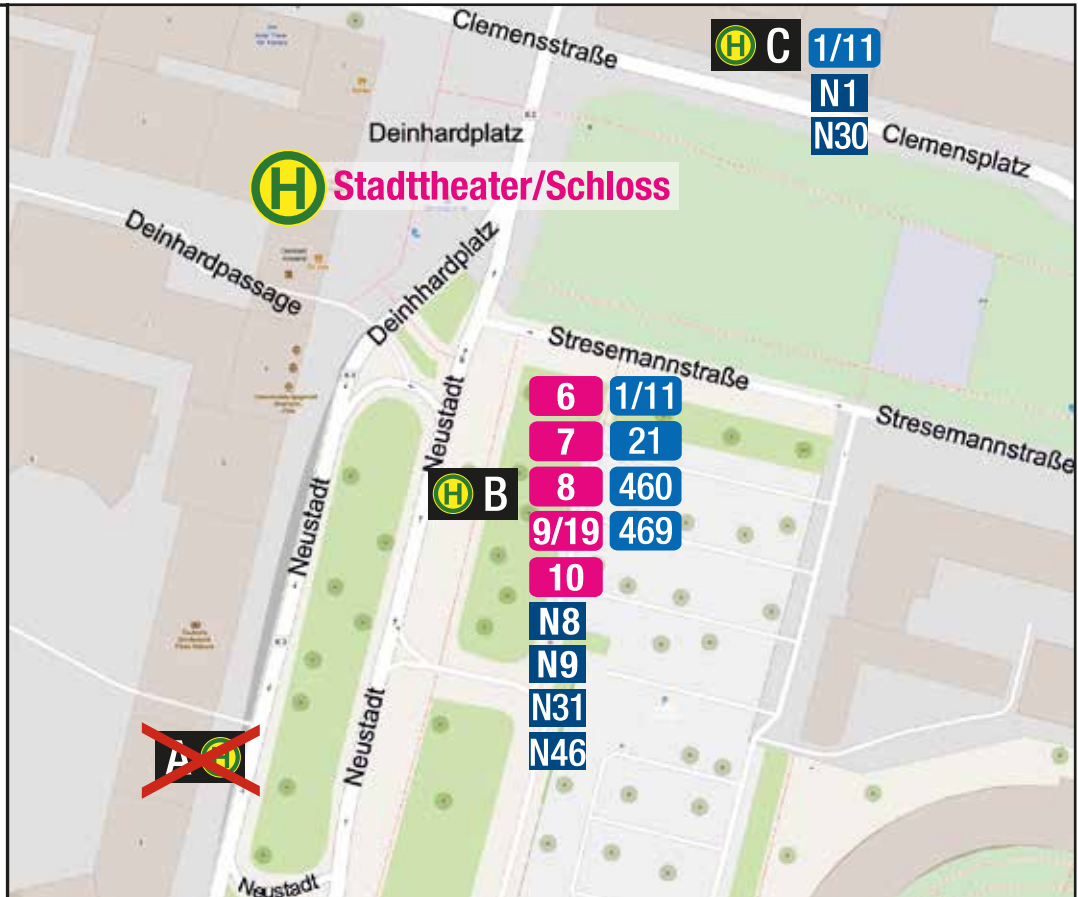 Clemensstraße
H C 1/11
N1
N30
Clemensplatz
Deinhardplatz
H Stadttheater/Schloss
Deinhardpassage
Deinhhardplatz
Stresemannstraße
Stresemannstraße
Neustadt
Neustadt
H B
6 1/11
7 21
8 460
9/19 469
10
N8
N9
N31
N46
Neustadt
A H
Neustadt